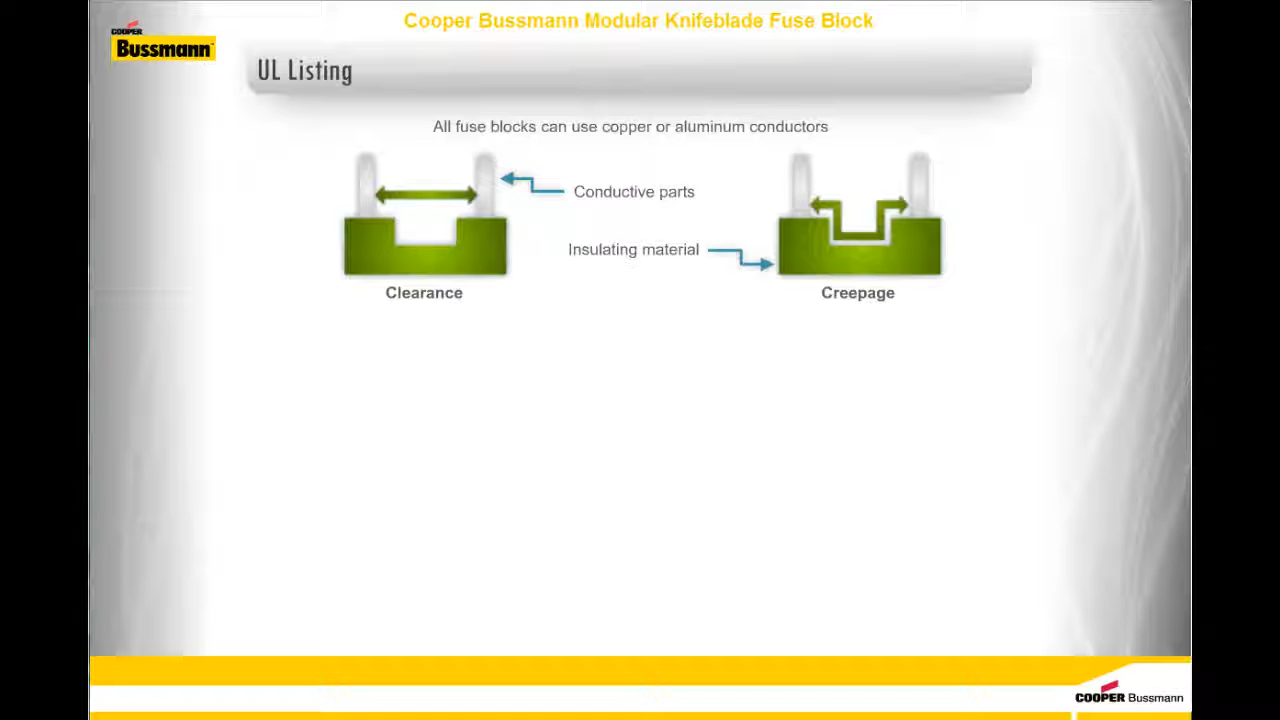 Cooper Bussmann Modular Knifeblade Fuse Block
COOPER
Bussmann
UL Listing
All fuse blocks can use copper or aluminum conductors
Conductive parts
Insulating material
Clearance
Creepage
COOPER Bussmann